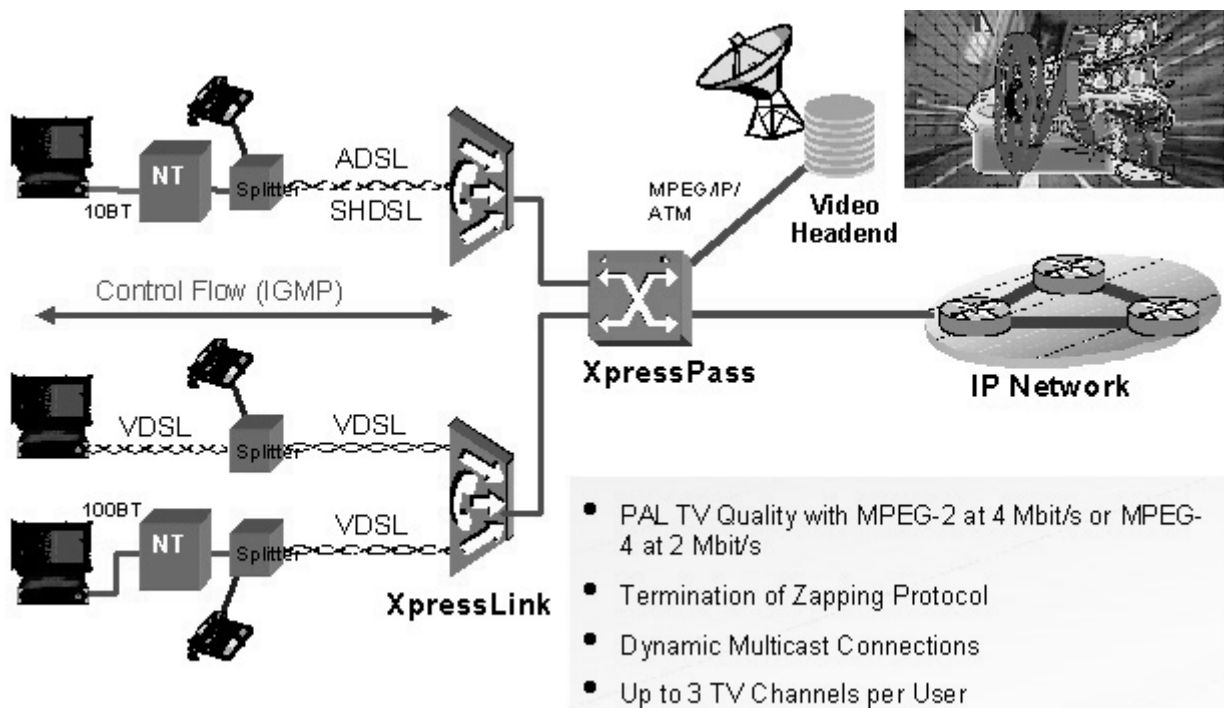 ADSL
NT
Splitter
10BT
SHDSL
MPEG/IP/
ATM
Video
Headend
Control Flow (IGMP)
XpressPass
IP Network
VDSL
Splitter
VDSL
100BT
NT
Splitter
VDSL
XpressLink
• PAL TV Quality with MPEG-2 at 4 Mbit/s or MPEG-
4 at 2 Mbit/s
• Termination of Zapping Protocol
• Dynamic Multicast Connections
• Up to 3 TV Channels per User